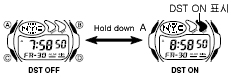 DST ON 표시
Hold down A
A
B
NYC
7:58 50
FR-30
C
D
DST OFF
NYC
8:58 50
FR-30
DST ON